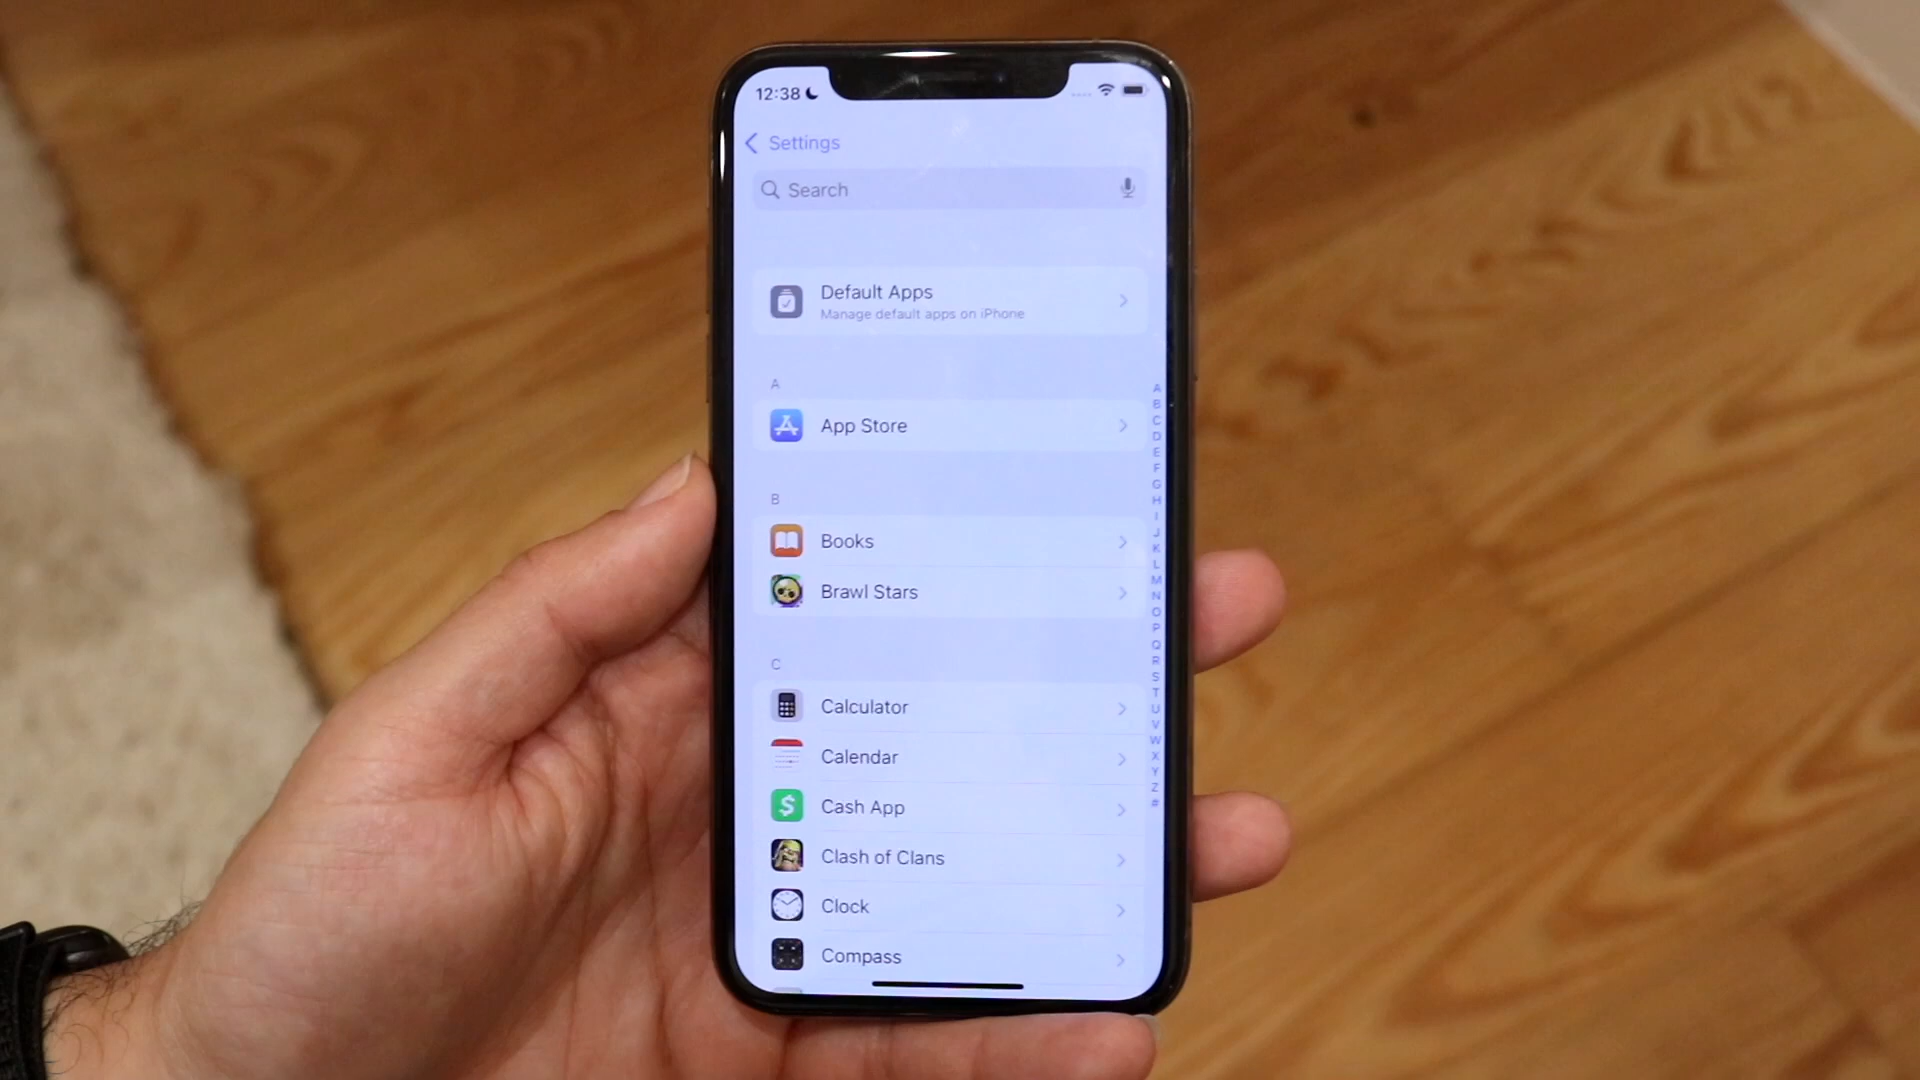 12:38
Settings
Search
Default Apps
Manage default apps on iPhone
A
App Store
B
Books
Brawl Stars
C
Calculator
Calendar
$
Cash App
Clash of Clans
Clock
Compass
A
B
C
D
E
F
G
H
I
J
K
L
M
N
O
P
Q
R
S
T
U
V
W
X
Y
Z
#